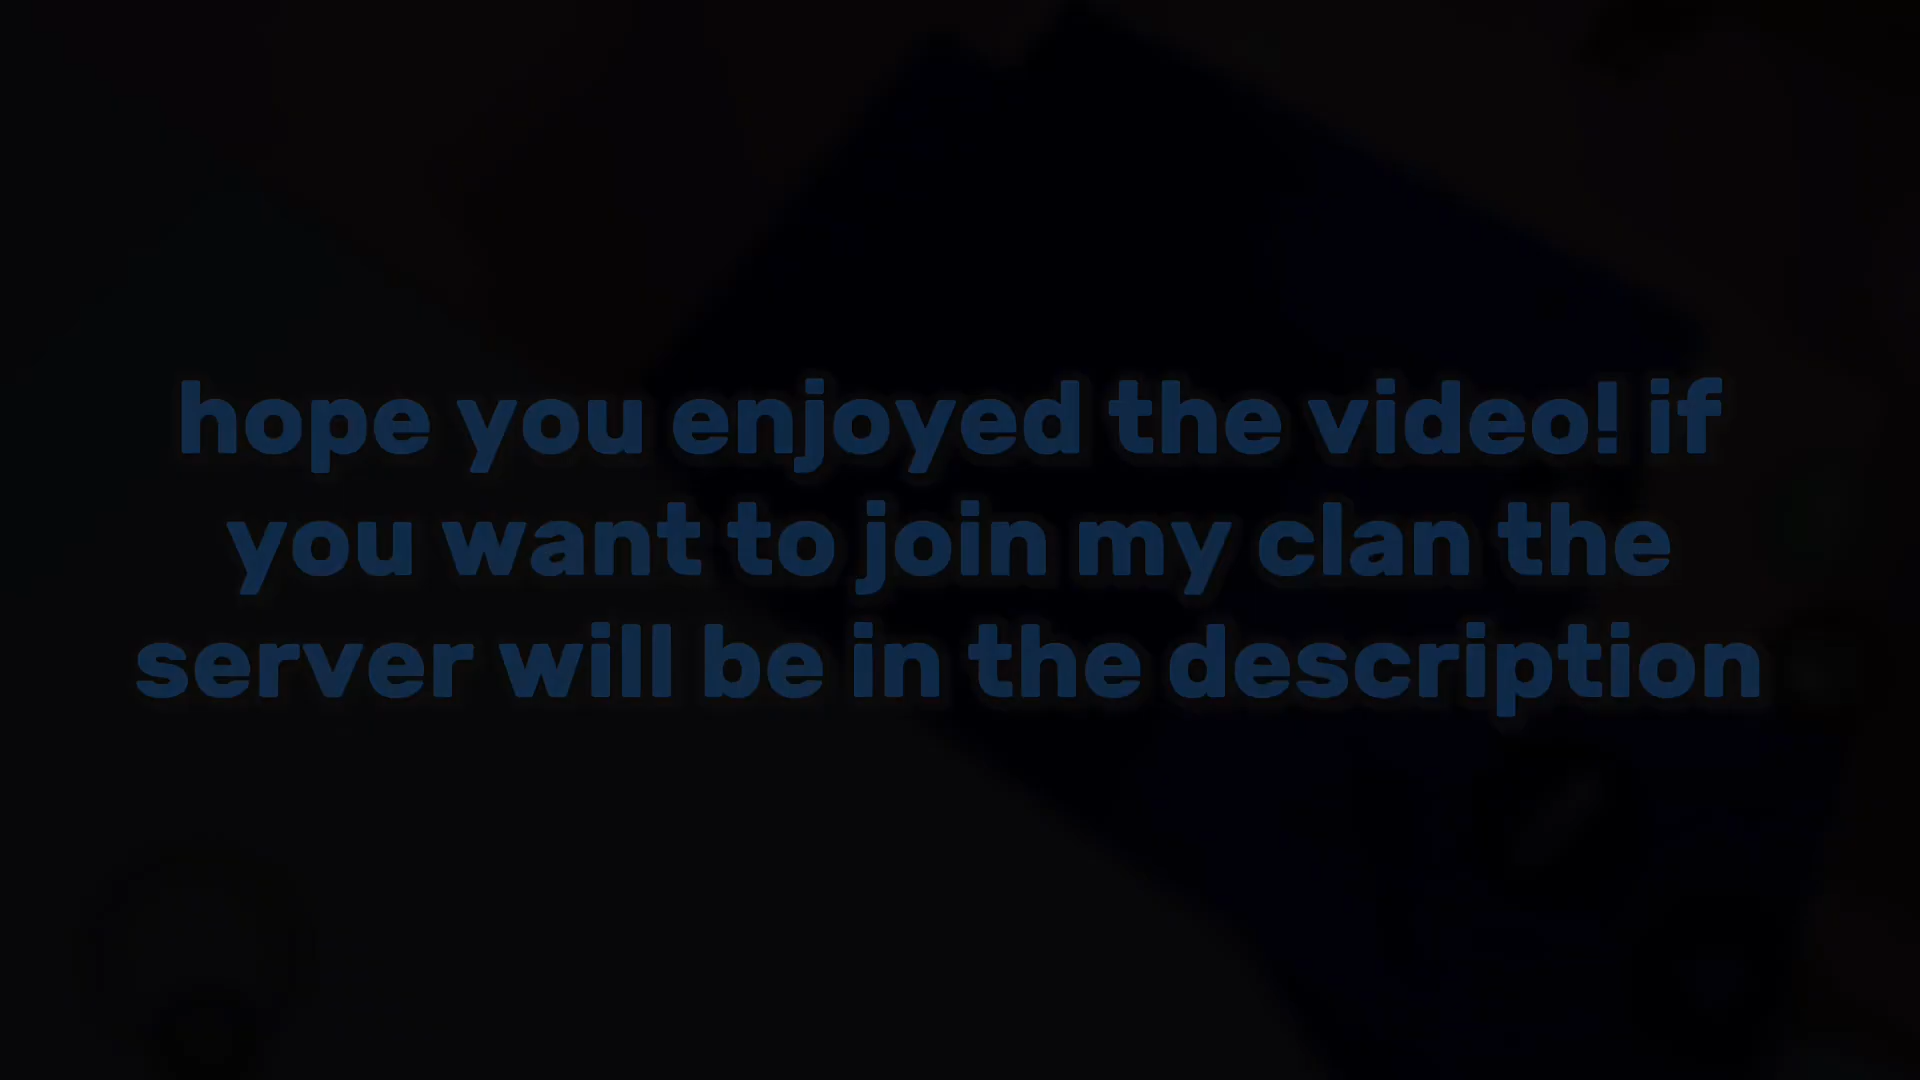 hope you enjoyed the video! if
you want to join my clan the
server will be in the description